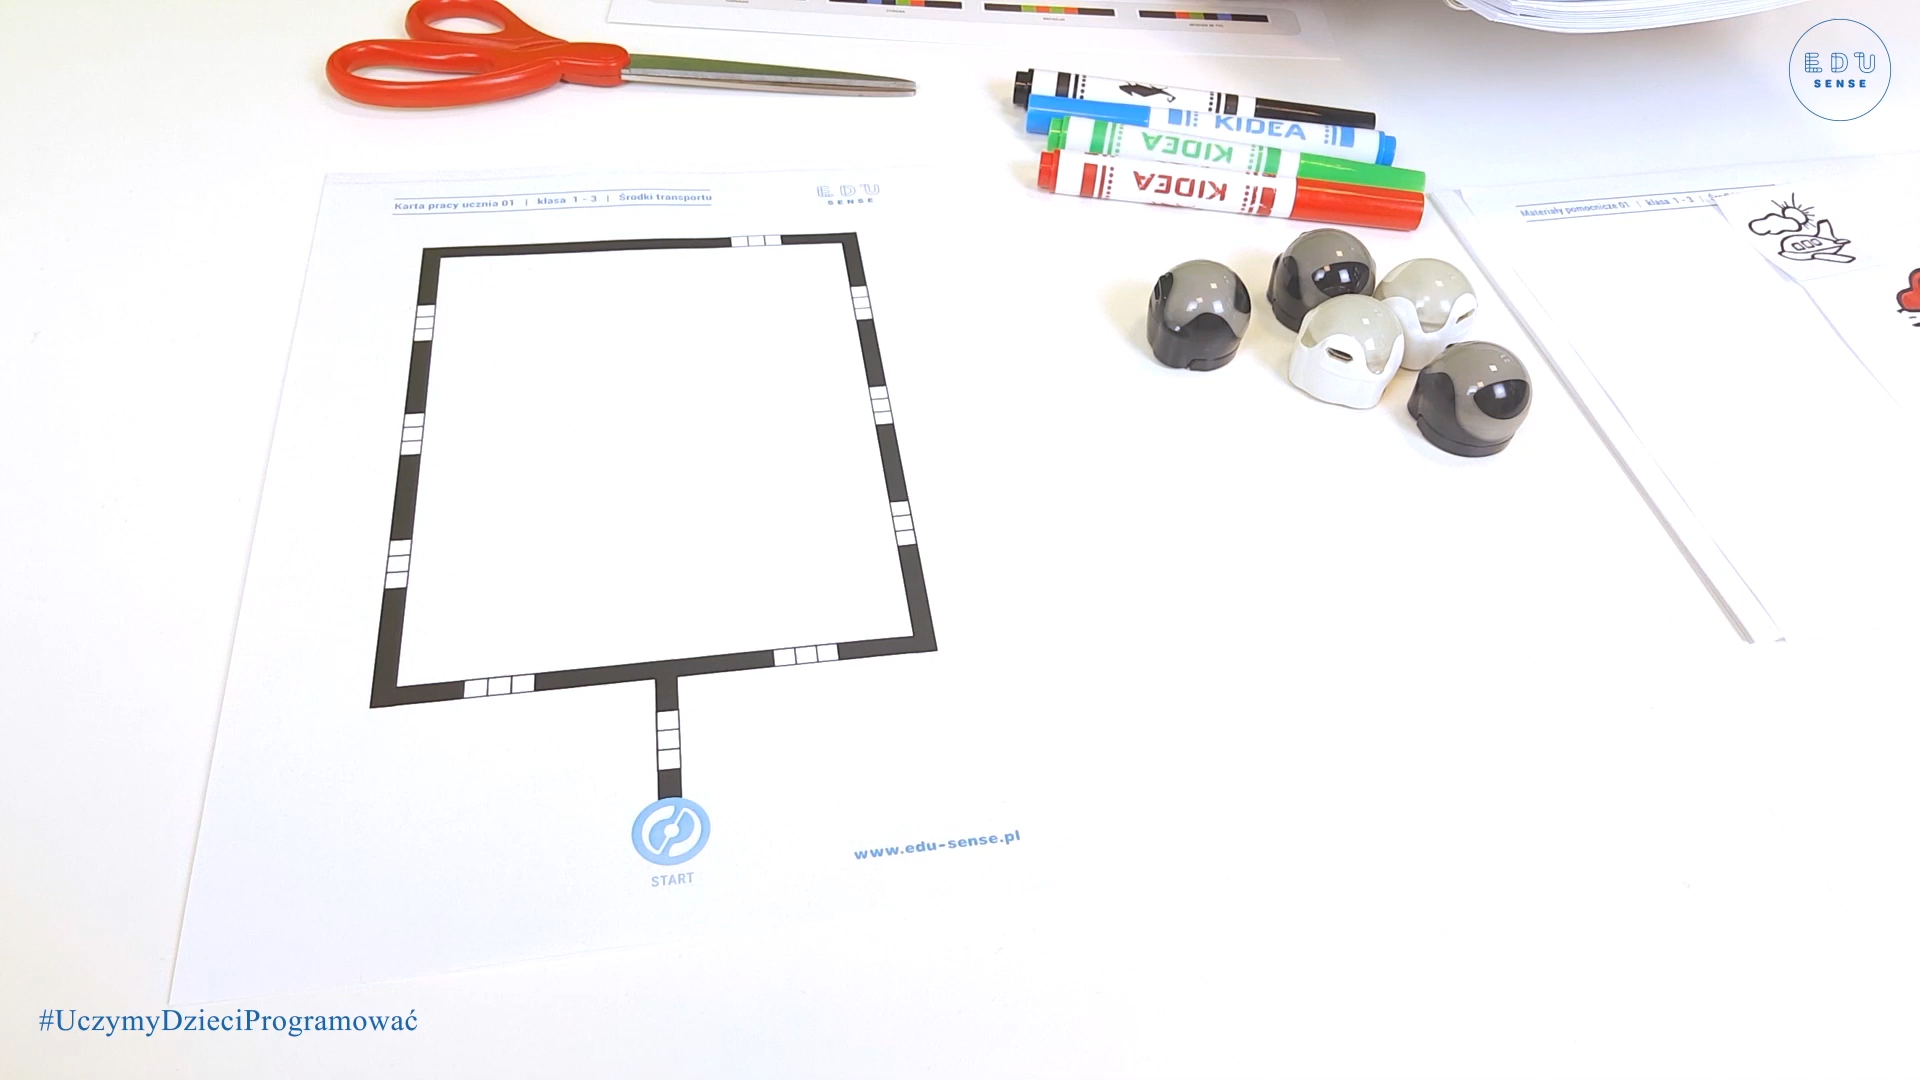 EDU
SENSE
KIDEA
KIDEA
KIDEA
Karta pracy ucznia 01 | klasa 1 - 3 | Środki transportu
EDU
SENSE
Materiały pomocnicze 01 | klasa 1 - 3 |
www.edu-sense.pl
START
#UczymyDzieciProgramować